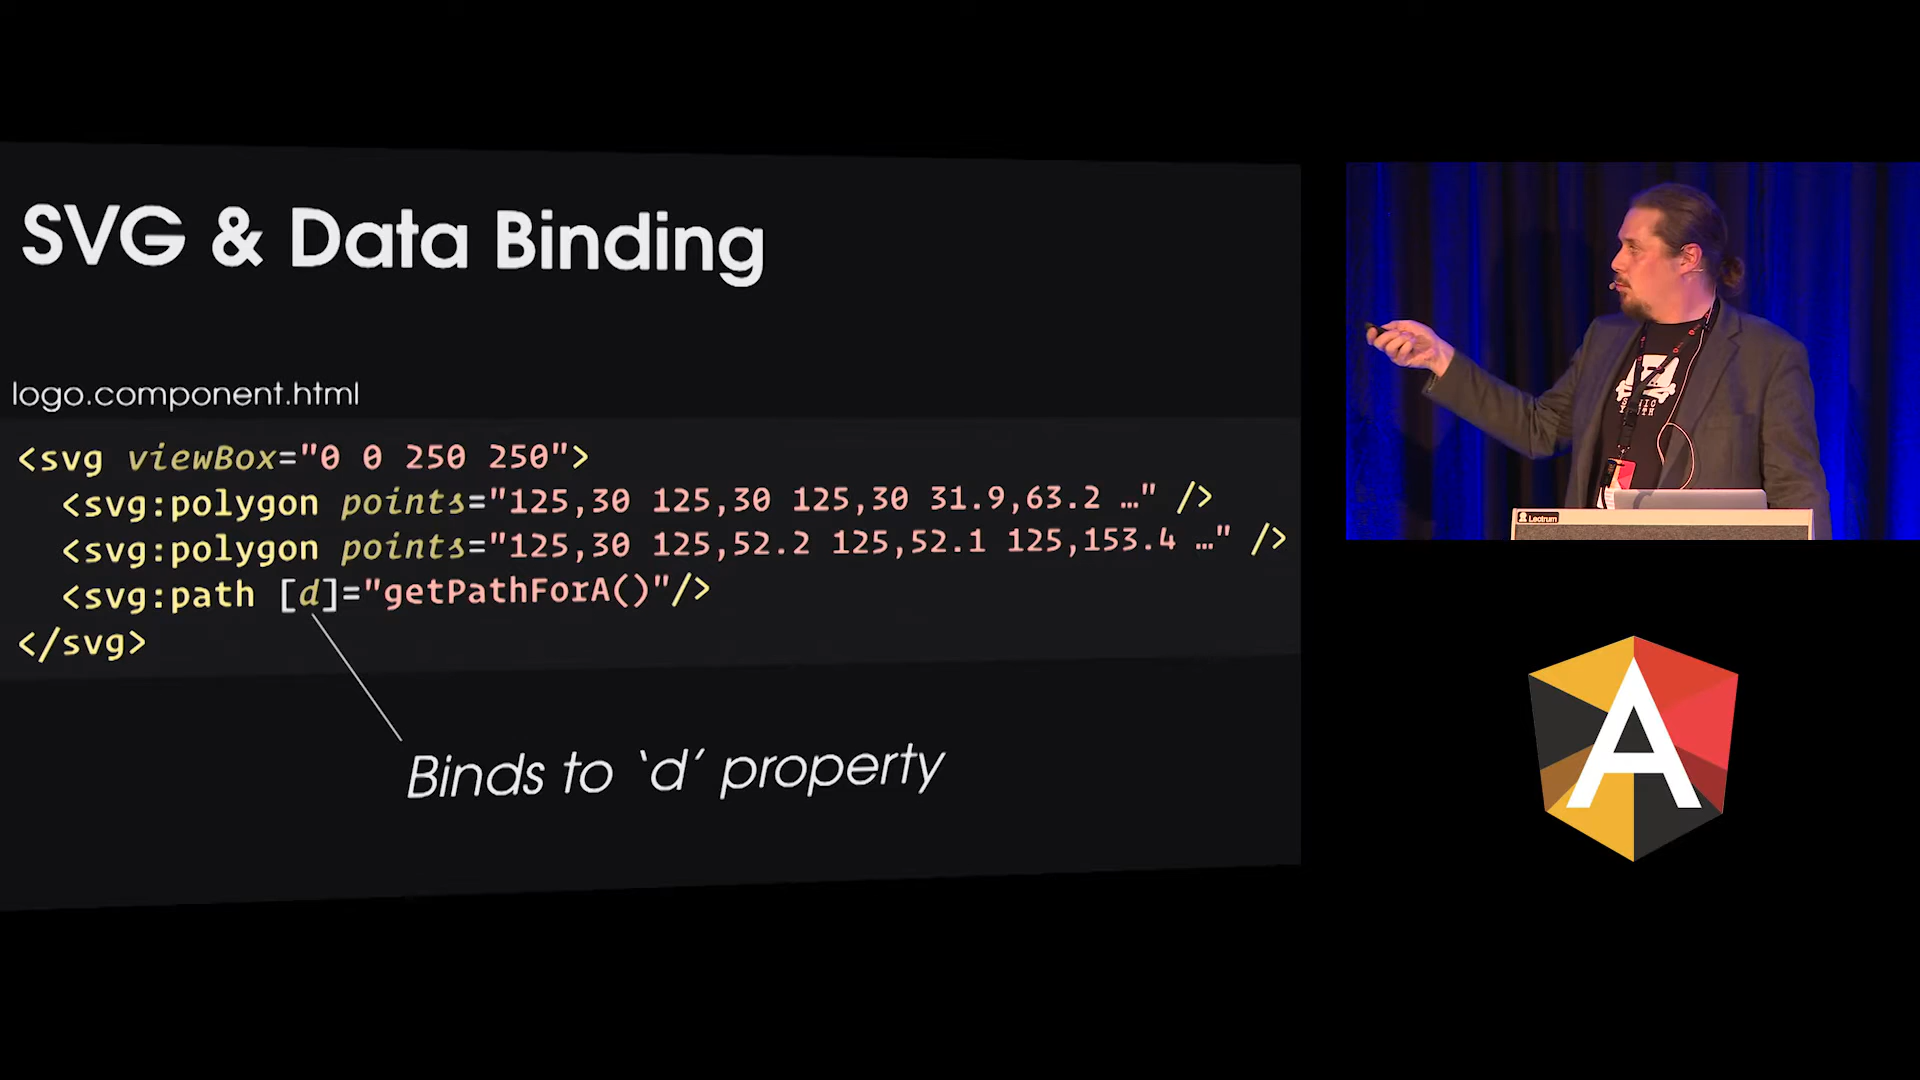 SVG & Data Binding
logo.component.html
<svg viewBox="0 0 250 250">
<svg:polygon points="125,30 125,30 125,30 31.9,63.2 …" />
<svg:polygon points="125,30 125,52.2 125,52.1 125,153.4 …" />
<svg:path [d]="getPathForA()"/>
</svg>
Binds to ‘d’ property
Lectrum
A